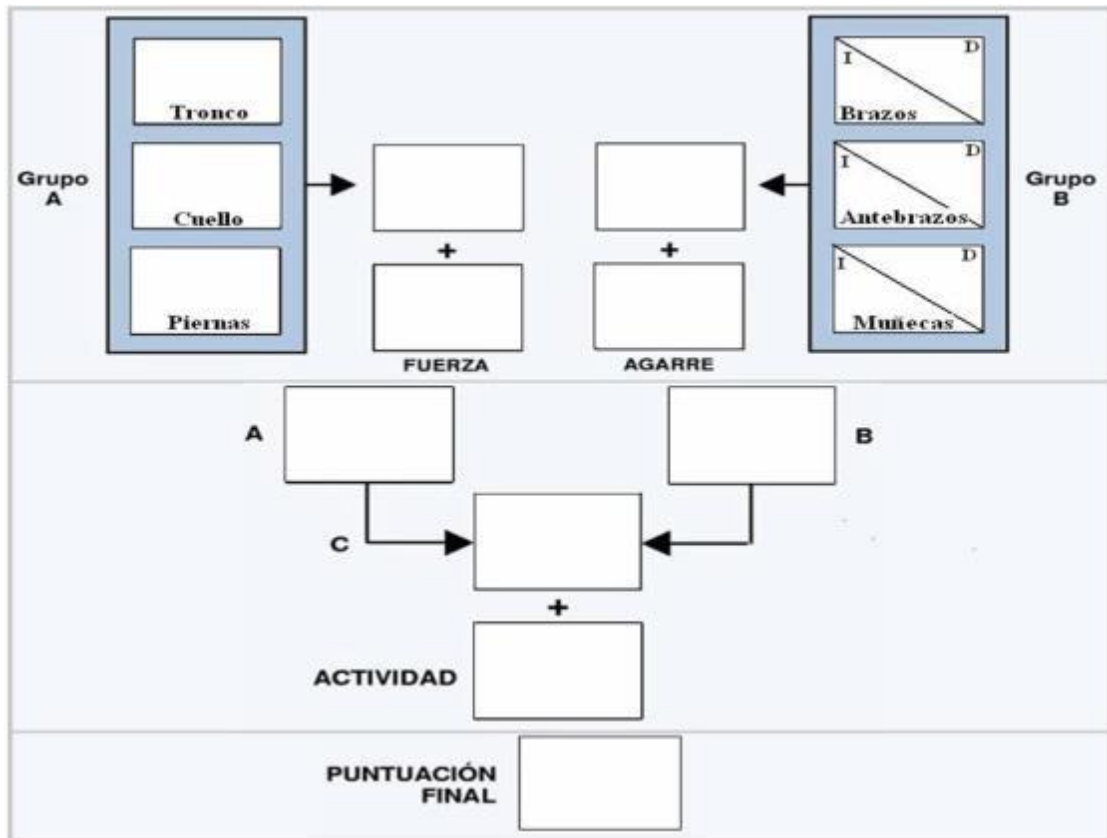 Tronco
Grupo
A
Cuello
Piernas
+
FUERZA
+
AGARRE
I D
Brazos
I D
Antebrazos
I D
Muñecas
Grupo
B
A
B
C
+
ACTIVIDAD
PUNTUACIÓN
FINAL